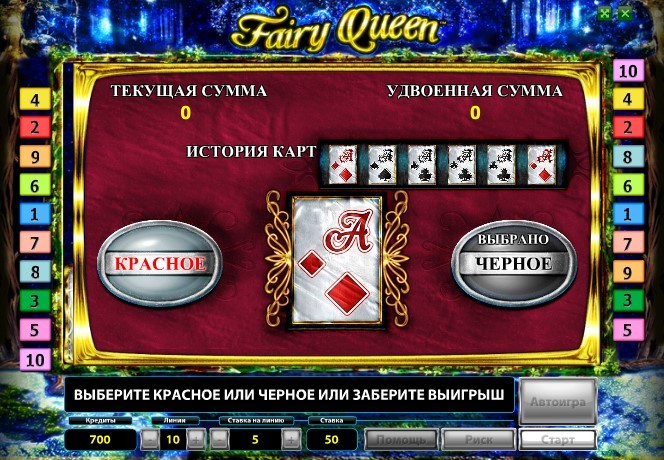 Fairy Queen™
ТЕКУЩАЯ СУММА
0
УДВОЕННАЯ СУММА
0
ИСТОРИЯ КАРТ
A A A A A A
A
КРАСНОЕ
ВЫБРАНО
ЧЕРНОЕ
4
2
9
6
1
7
8
3
5
10
10
4
2
8
6
1
7
9
3
5
ВЫБЕРИТЕ КРАСНОЕ ИЛИ ЧЕРНОЕ ИЛИ ЗАБЕРИТЕ ВЫИГРЫШ
Автоигра
Кредиты Линии Ставка на линию Ставка
700 - 10 + - 5 + 50 Помощь Риск Старт